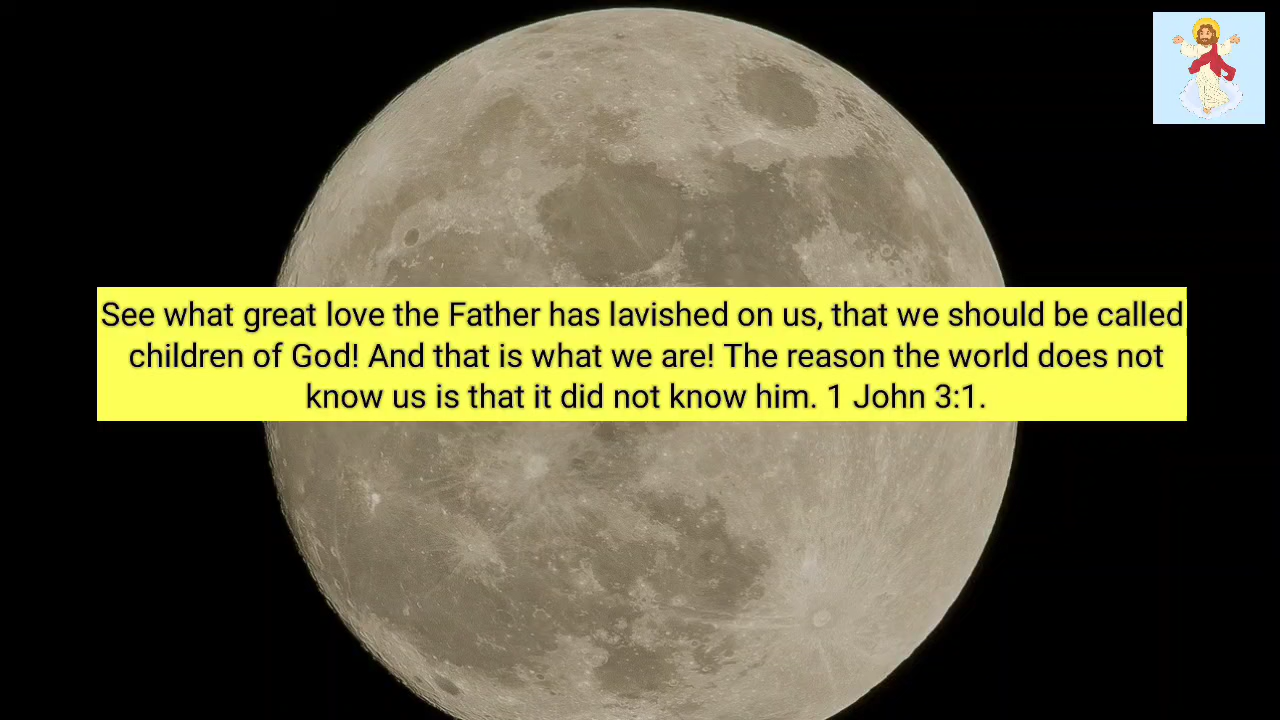 See what great love the Father has lavished on us, that we should be called
children of God! And that is what we are! The reason the world does not
know us is that it did not know him. 1 John 3:1.